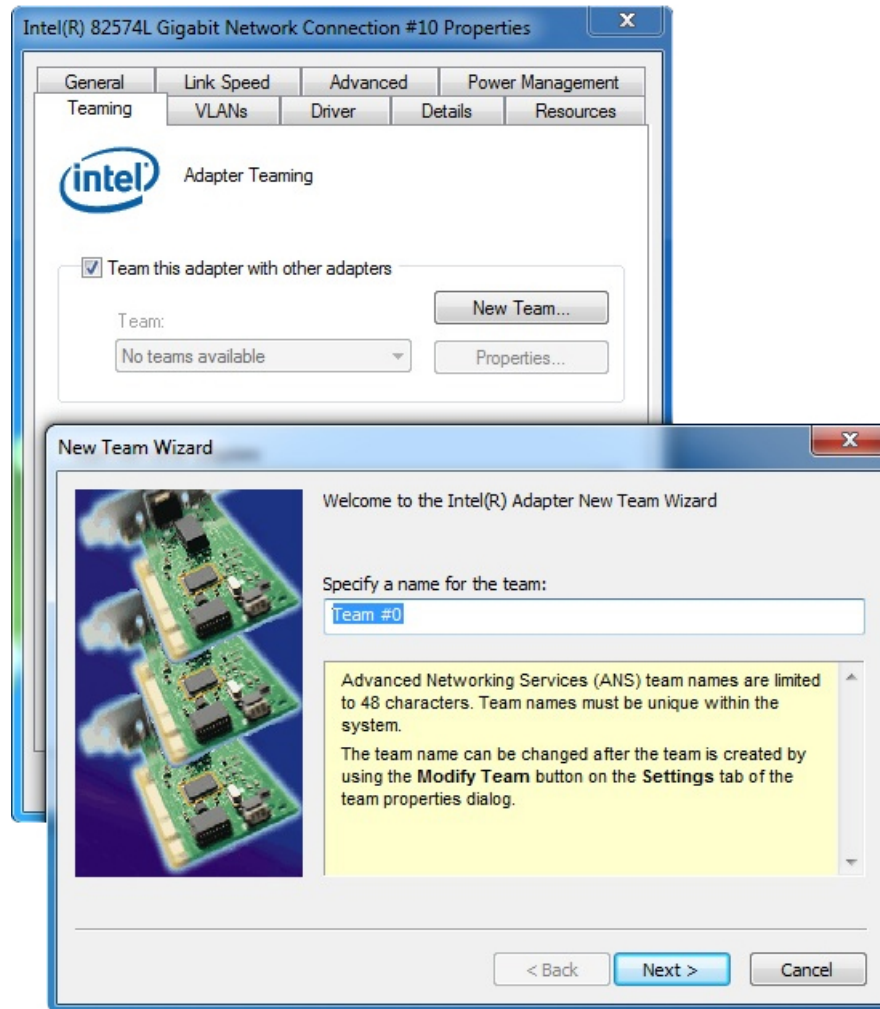 Intel(R) 82574L Gigabit Network Connection #10 Properties
General Link Speed Advanced Power Management
Teaming VLANs Driver Details Resources
intel
Adapter Teaming
Team this adapter with other adapters
New Team...
Team:
No teams available
Properties...
New Team Wizard
Welcome to the Intel(R) Adapter New Team Wizard
Specify a name for the team:
Team #0
Advanced Networking Services (ANS) team names are limited
to 48 characters. Team names must be unique within the
system.
The team name can be changed after the team is created by
using the Modify Team button on the Settings tab of the
team properties dialog.
< Back Next > Cancel